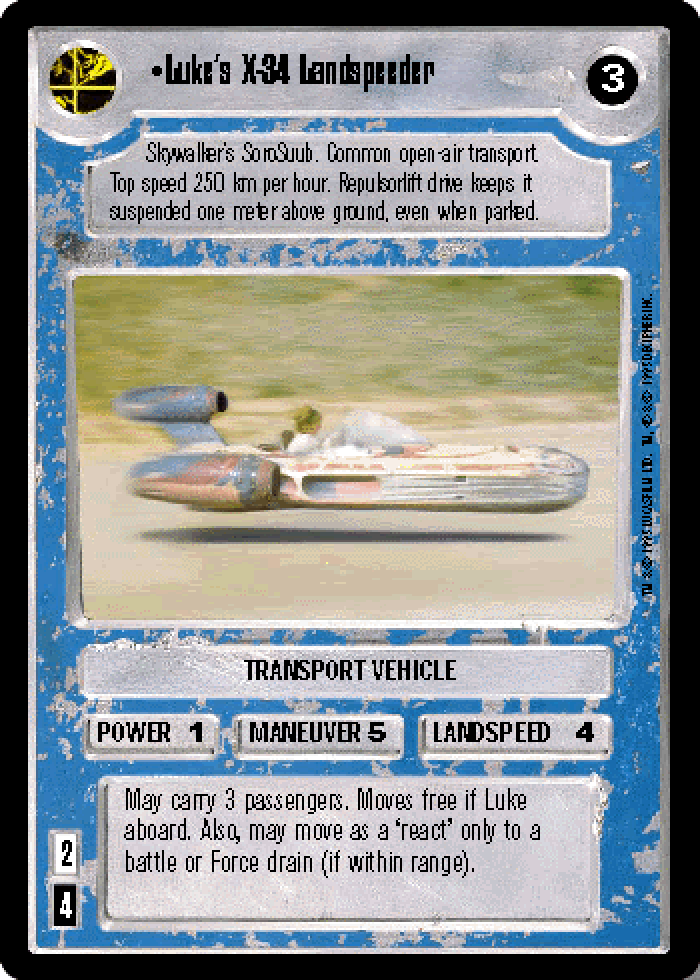 •Luke's X-34 Landspeeder
3
Skywalker's SoroSuub. Common open-air transport.
Top speed 250 km per hour. Repulsorlift drive keeps it
suspended one meter above ground, even when parked.
TRANSPORT VEHICLE
POWER 1 MANEUVER 5 LANDSPEED 4
May carry 3 passengers. Moves free if Luke
aboard. Also, may move as a ‘react’ only to a
battle or Force drain (if within range).
2
4